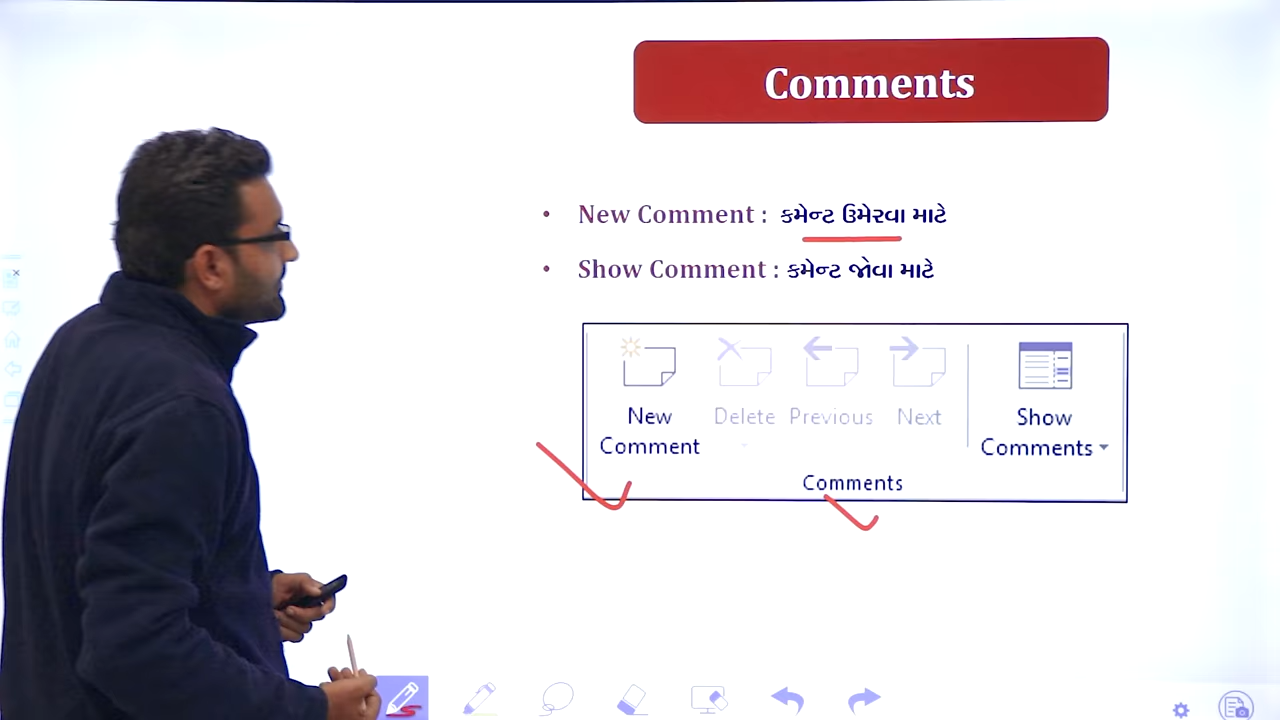 Comments
• New Comment : કમેન્ટ ઉમેરવા માટે
• Show Comment : કમેન્ટ જોવા માટે
New Comment
Delete
Previous
Next
Show Comments
Comments